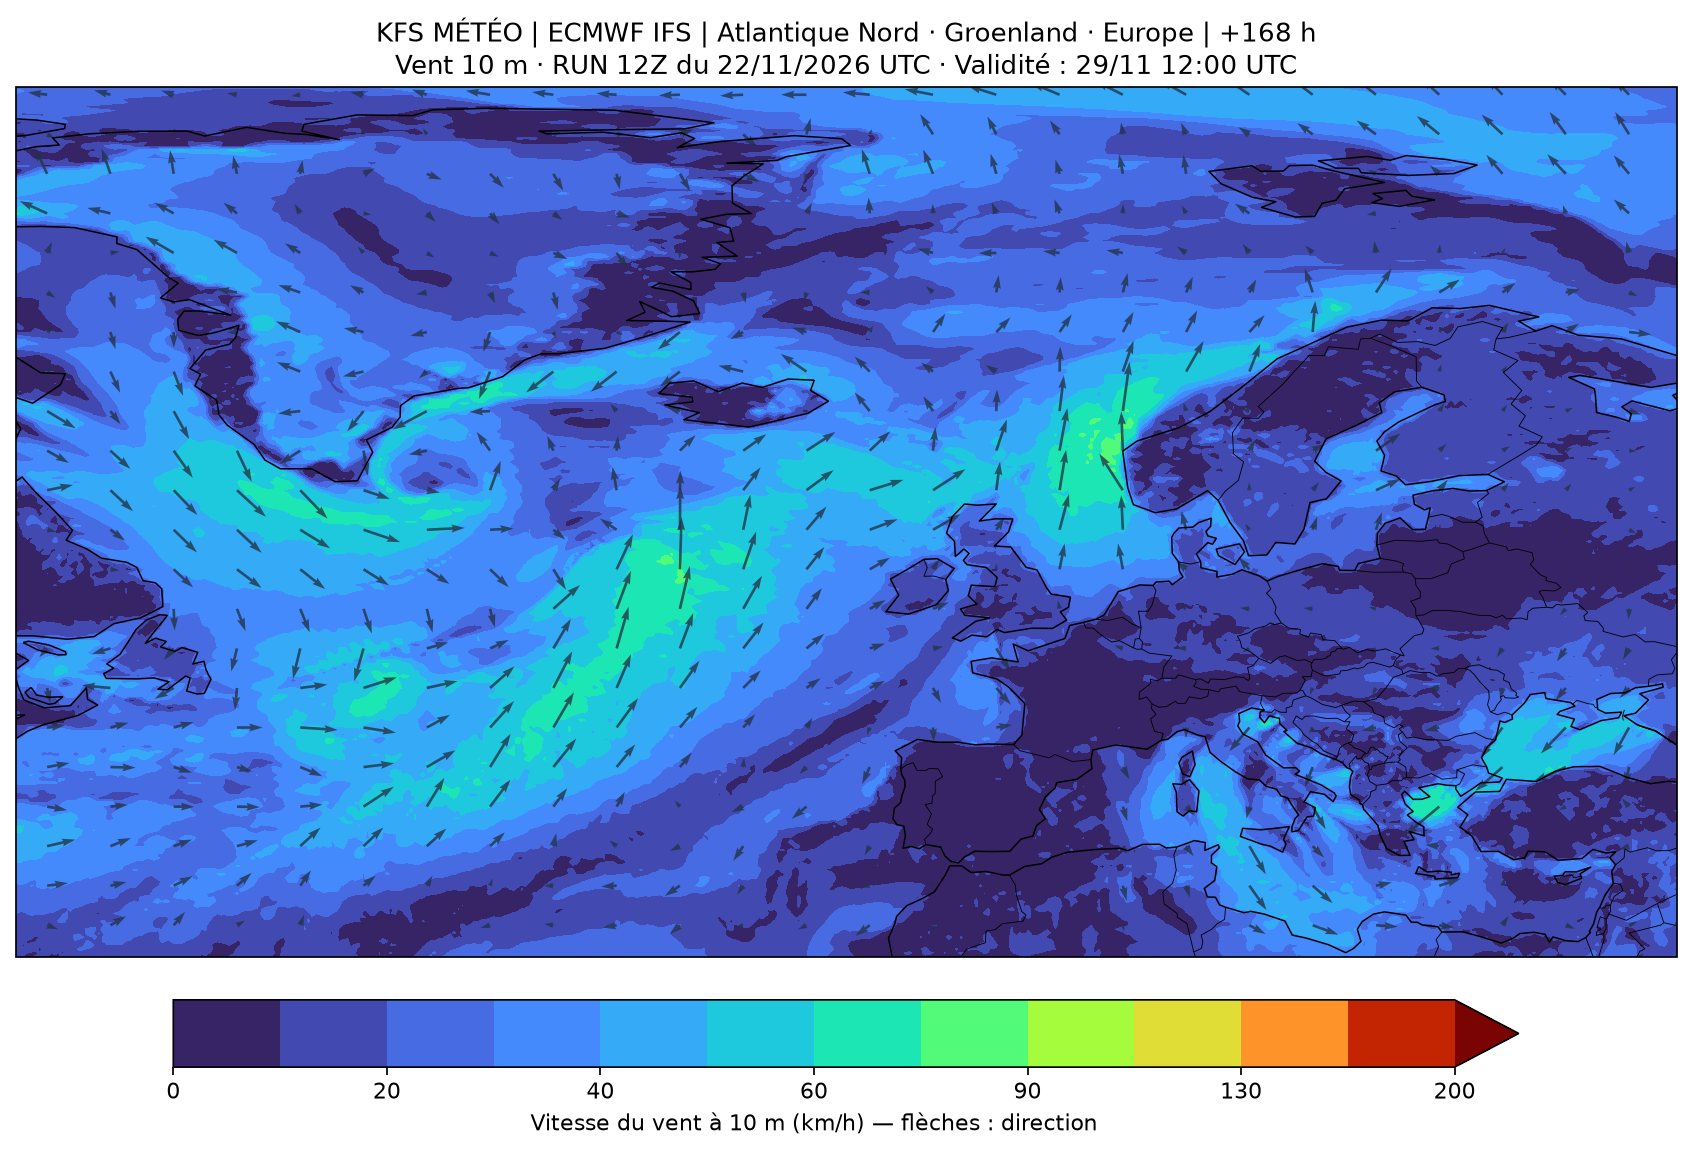 KFS MÉTÉO | ECMWF IFS | Atlantique Nord · Groenland · Europe | +168 h
Vent 10 m · RUN 12Z du 22/11/2026 UTC · Validité : 29/11 12:00 UTC
0 20 40 60 90 130 200
Vitesse du vent à 10 m (km/h) — flèches : direction